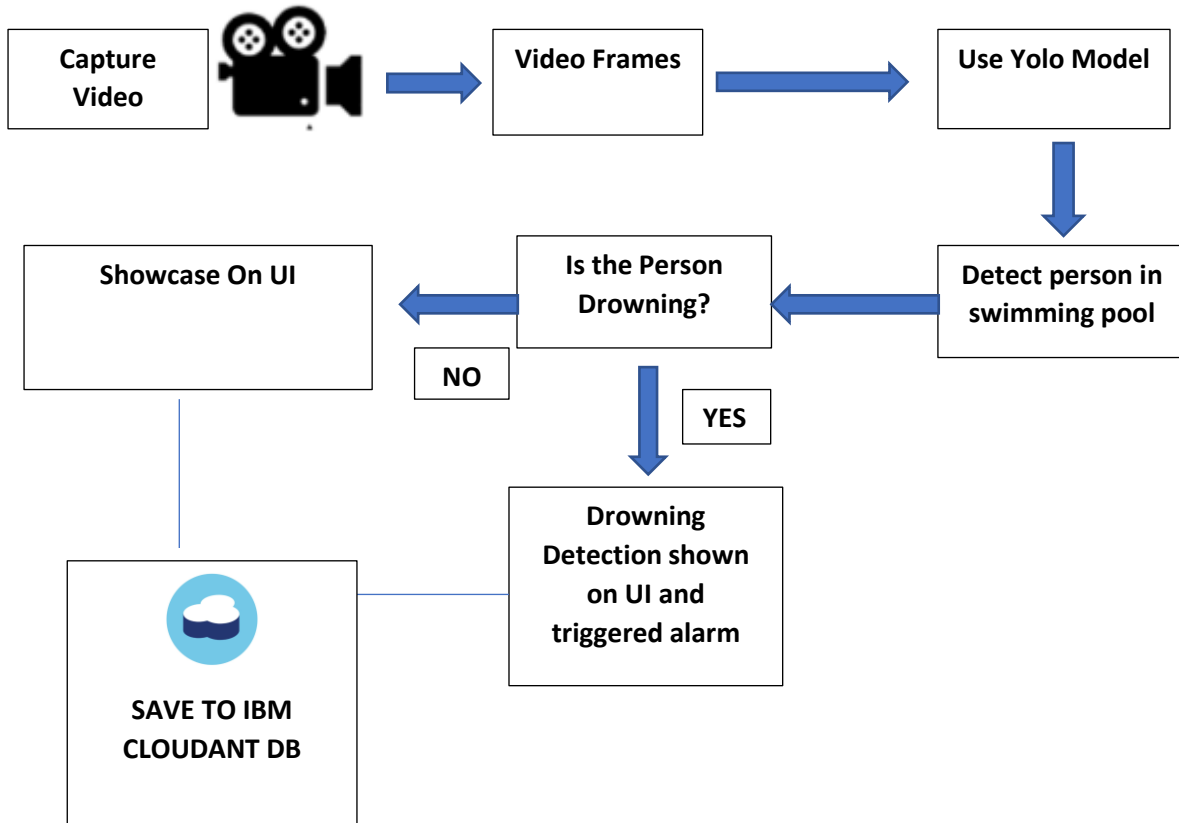 Capture
Video
Video Frames
Use Yolo Model
Showcase On UI
Is the Person
Drowning?
Detect person in
swimming pool
NO
YES
Drowning
Detection shown
on UI and
triggered alarm
SAVE TO IBM
CLOUDANT DB